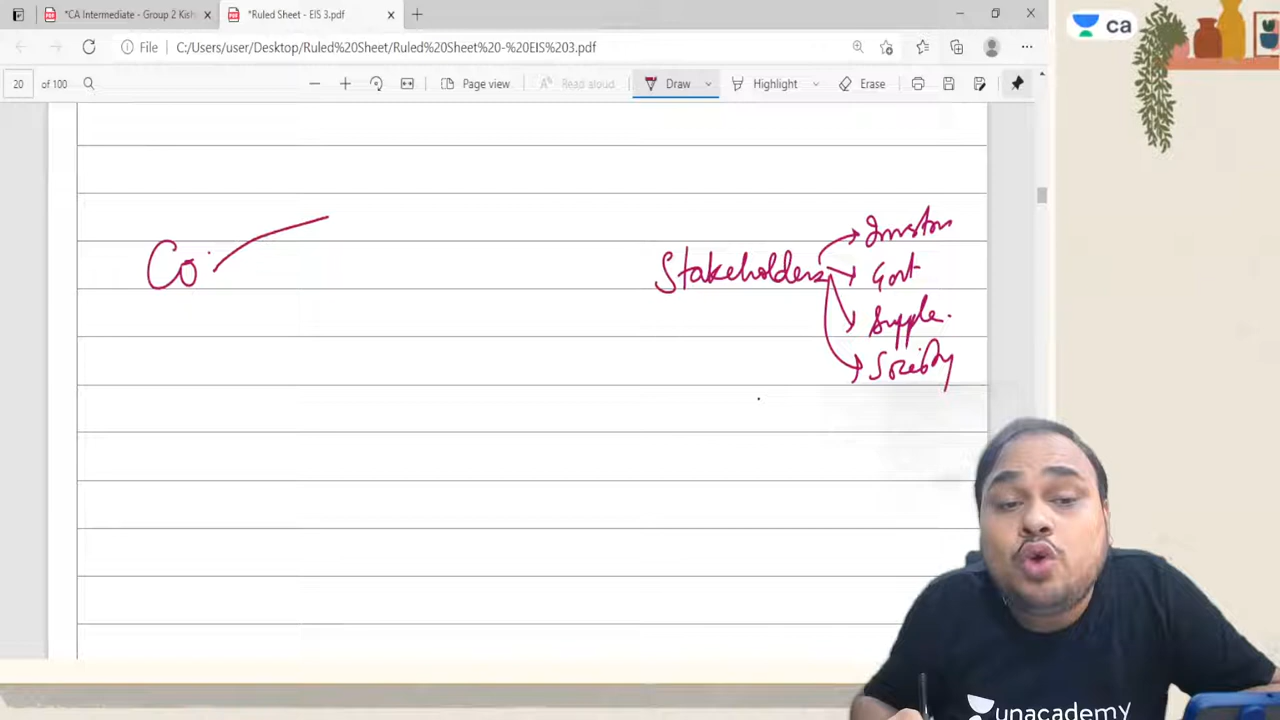 *CA Intermediate - Group 2 Kish
*Ruled Sheet - EIS 3.pdf
ca
File C:/Users/user/Desktop/Ruled%20Sheet/Ruled%20Sheet%20-%20EIS%203.pdf
20 of 100 Page view Read aloud Draw Highlight Erase
Co.
Stakeholders
Investors
Govt
Supple.
Society
unacademy